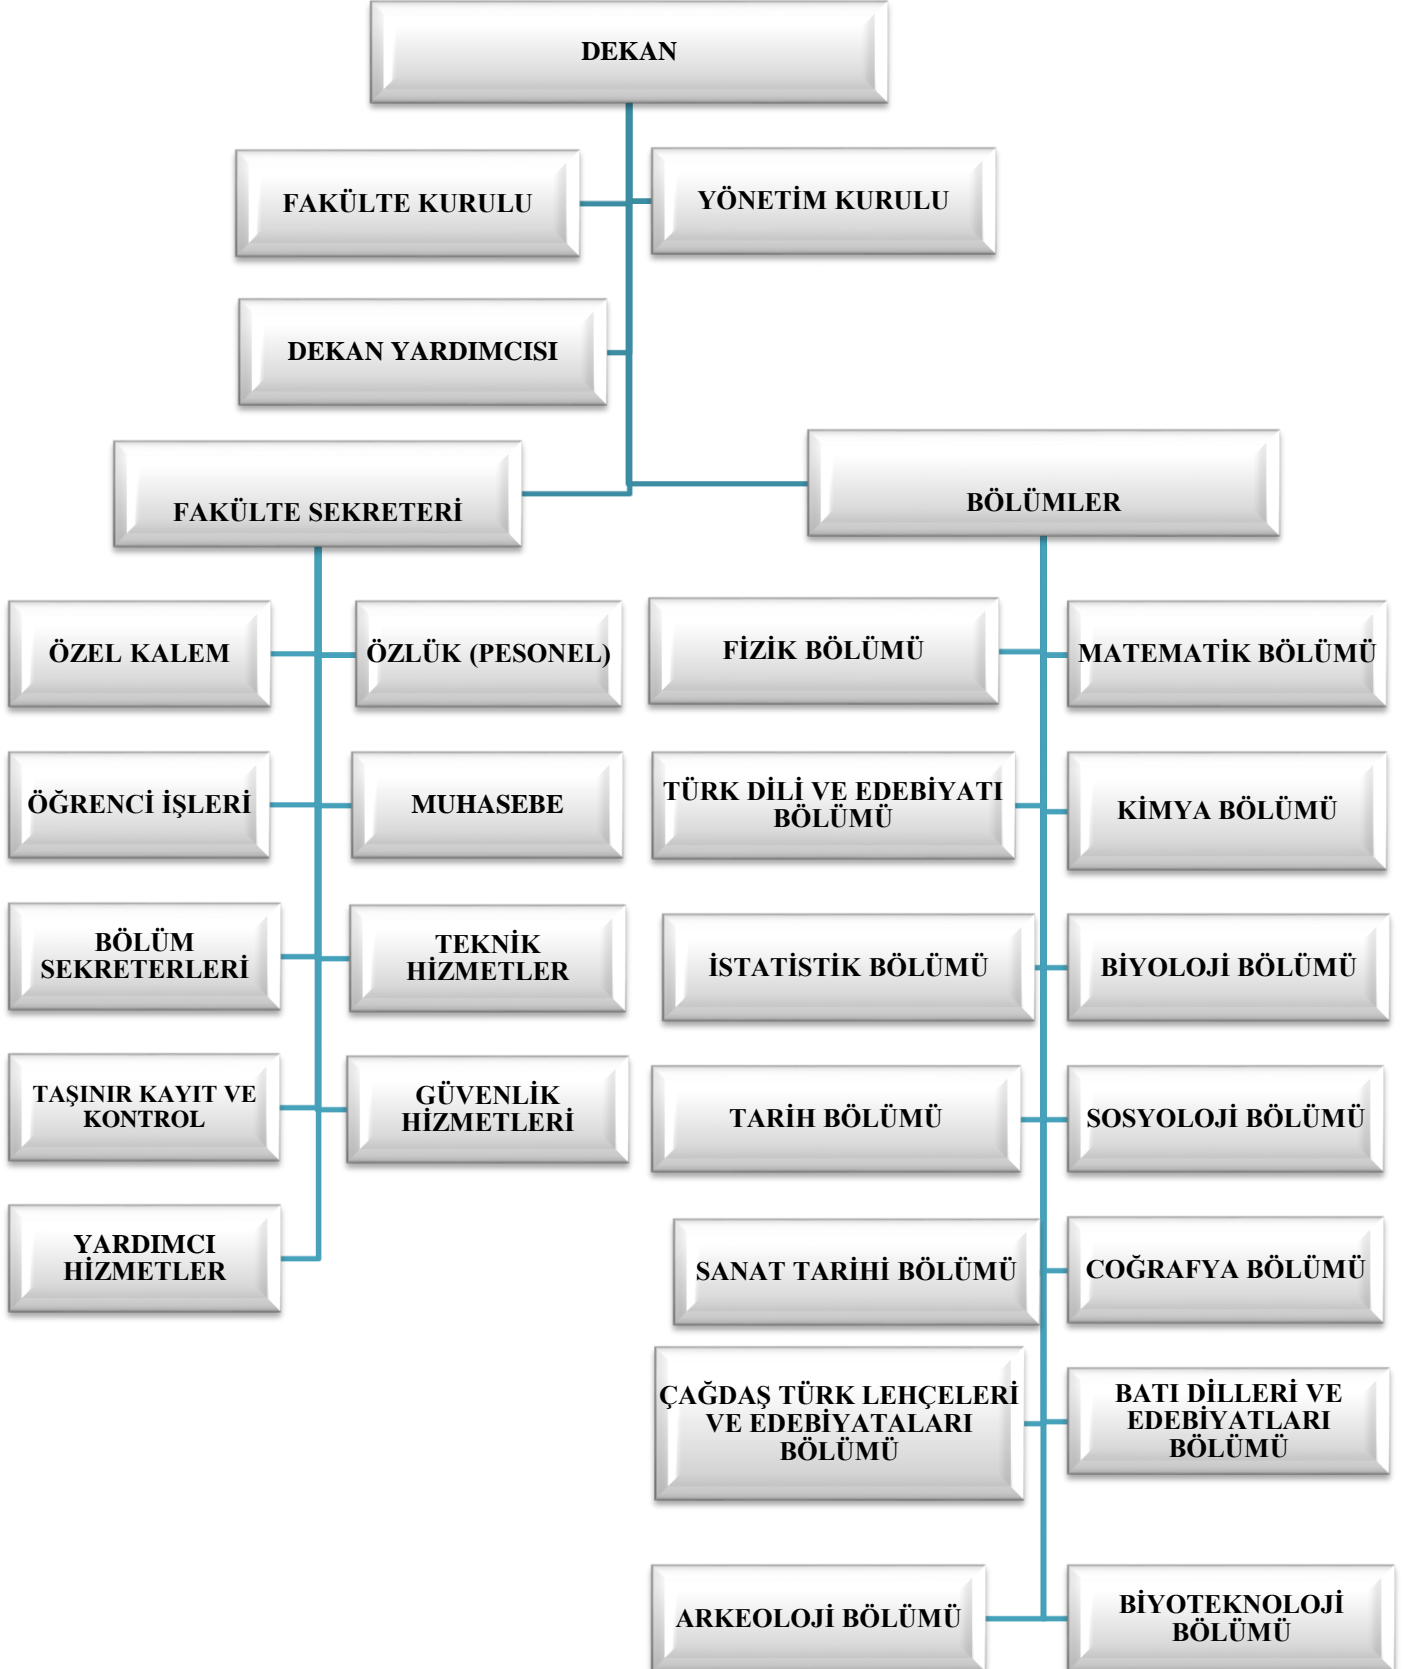 DEKAN
FAKÜLTE KURULU
YÖNETİM KURULU
DEKAN YARDIMCISI
FAKÜLTE SEKRETERİ
BÖLÜMLER
ÖZEL KALEM
ÖZLÜK (PESONEL)
FİZİK BÖLÜMÜ
MATEMATİK BÖLÜMÜ
ÖĞRENCİ İŞLERİ
MUHASEBE
TÜRK DİLİ VE EDEBİYATI
BÖLÜMÜ
KİMYA BÖLÜMÜ
BÖLÜM
SEKRETERLERİ
TEKNİK
HİZMETLER
İSTATİSTİK BÖLÜMÜ
BİYOLOJİ BÖLÜMÜ
TAŞINIR KAYIT VE
KONTROL
GÜVENLİK
HİZMETLERİ
TARİH BÖLÜMÜ
SOSYOLOJİ BÖLÜMÜ
YARDIMCI
HİZMETLER
SANAT TARİHİ BÖLÜMÜ
COĞRAFYA BÖLÜMÜ
ÇAĞDAŞ TÜRK LEHÇELERİ
VE EDEBİYATALARI
BÖLÜMÜ
BATI DİLLERİ VE
EDEBİYATLARI
BÖLÜMÜ
ARKEOLOJİ BÖLÜMÜ
BİYOTEKNOLOJİ
BÖLÜMÜ